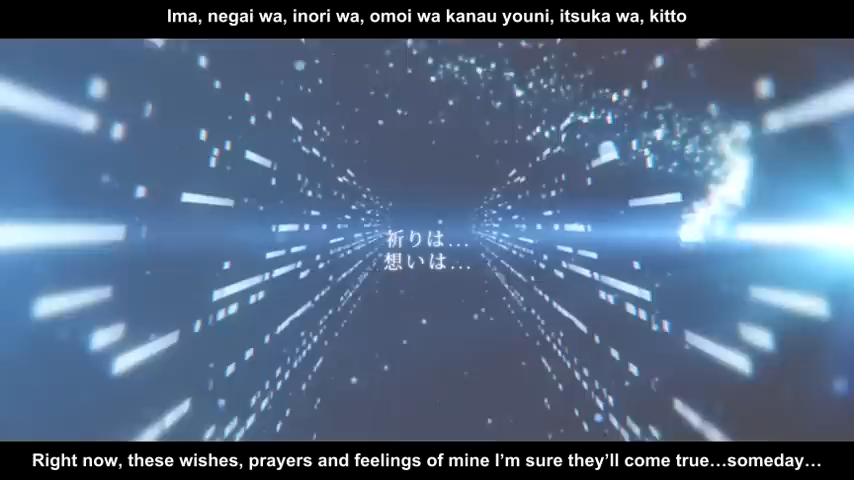 Ima, negai wa, inori wa, omoi wa kanau youni, itsuka wa, kitto
祈りは…
想いは…
Right now, these wishes, prayers and feelings of mine I’m sure they’ll come true…someday…